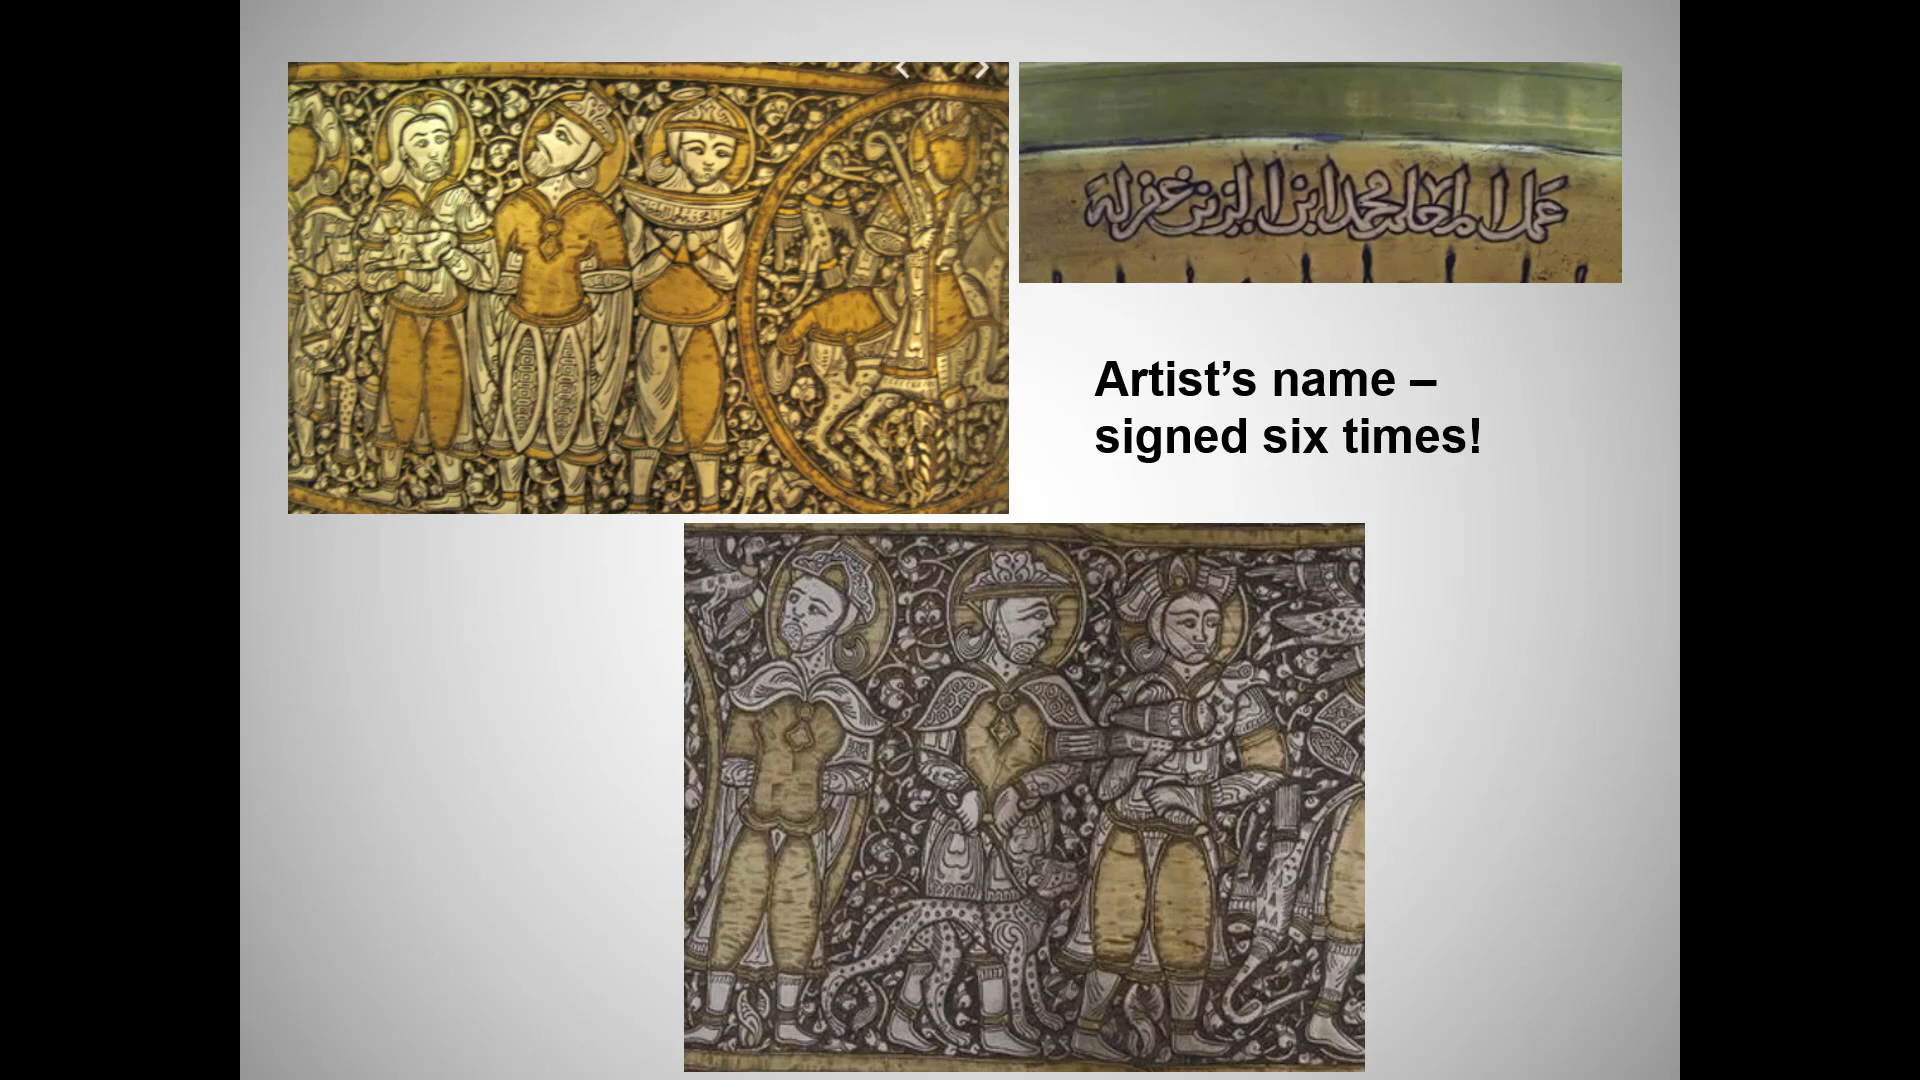 عمل المعلم محمد ابن الزين غفر له
Artist’s name –
signed six times!